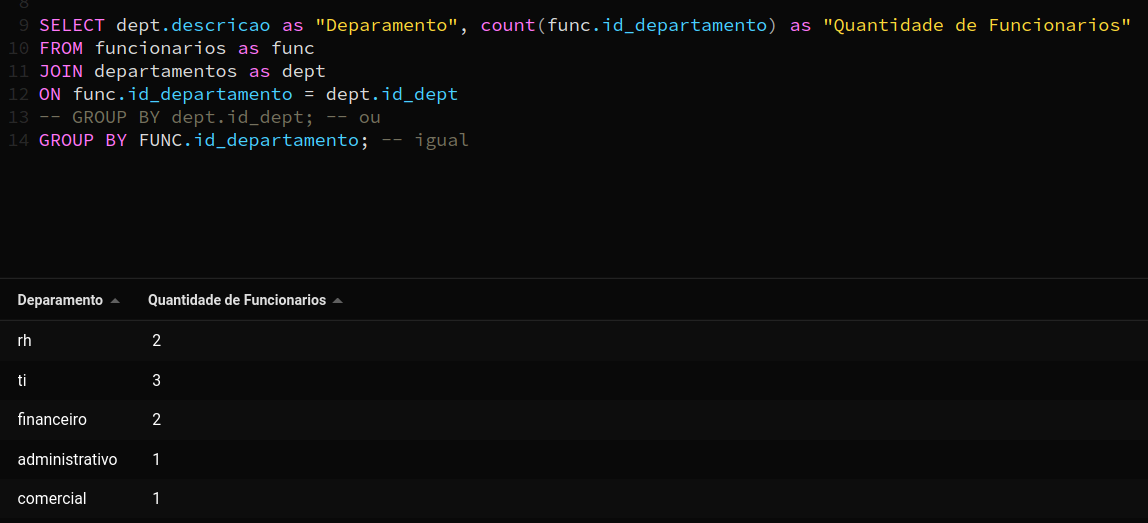 8
9 SELECT dept.descricao as "Deparamento", count(func.id_departamento) as "Quantidade de Funcionarios"
10 FROM funcionarios as func
11 JOIN departamentos as dept
12 ON func.id_departamento = dept.id_dept
13 -- GROUP BY dept.id_dept; -- ou
14 GROUP BY FUNC.id_departamento; -- igual
Deparamento Quantidade de Funcionarios
rh 2
ti 3
financeiro 2
administrativo 1
comercial 1